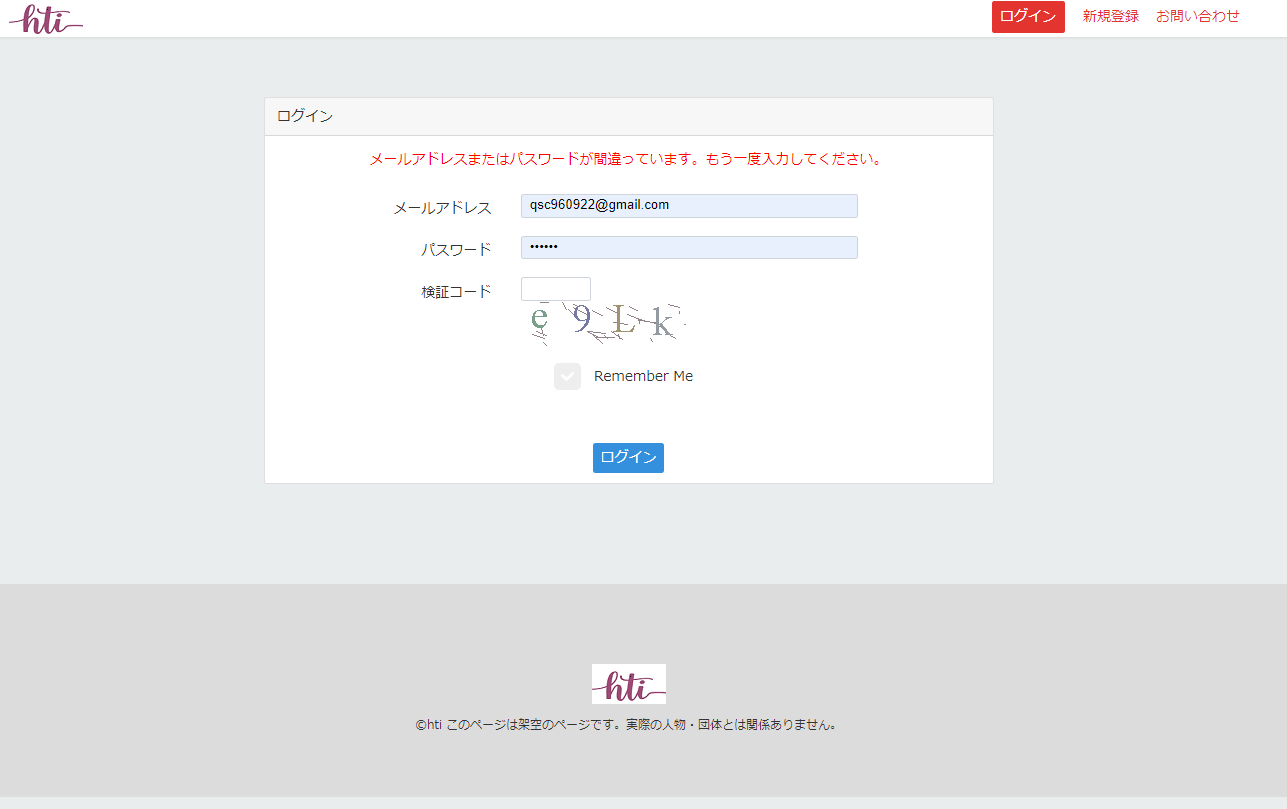 hti
ログイン 新規登録 お問い合わせ
ログイン
メールアドレスまたはパスワードが間違っています。もう一度入力してください。
メールアドレス qsc960922@gmail.com
パスワード ••••••
検証コード
e9Lk
Remember Me
ログイン
hti
©hti このページは架空のページです。実際の人物・団体とは関係ありません。